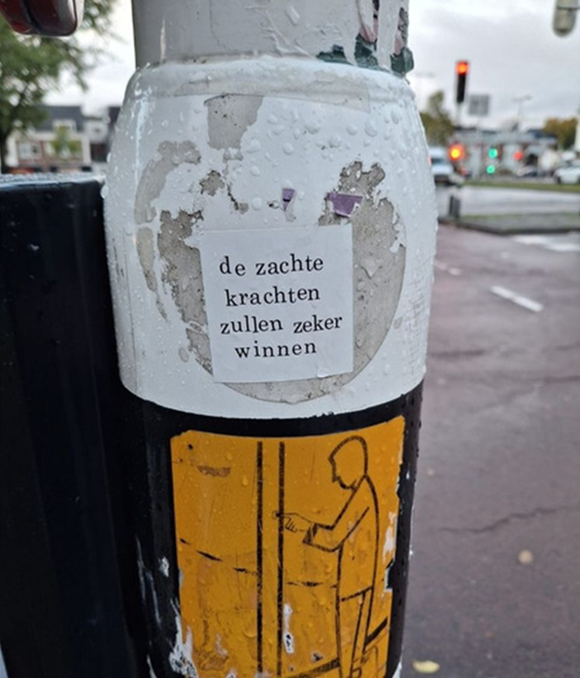 de zachte
krachten
zullen zeker
winnen